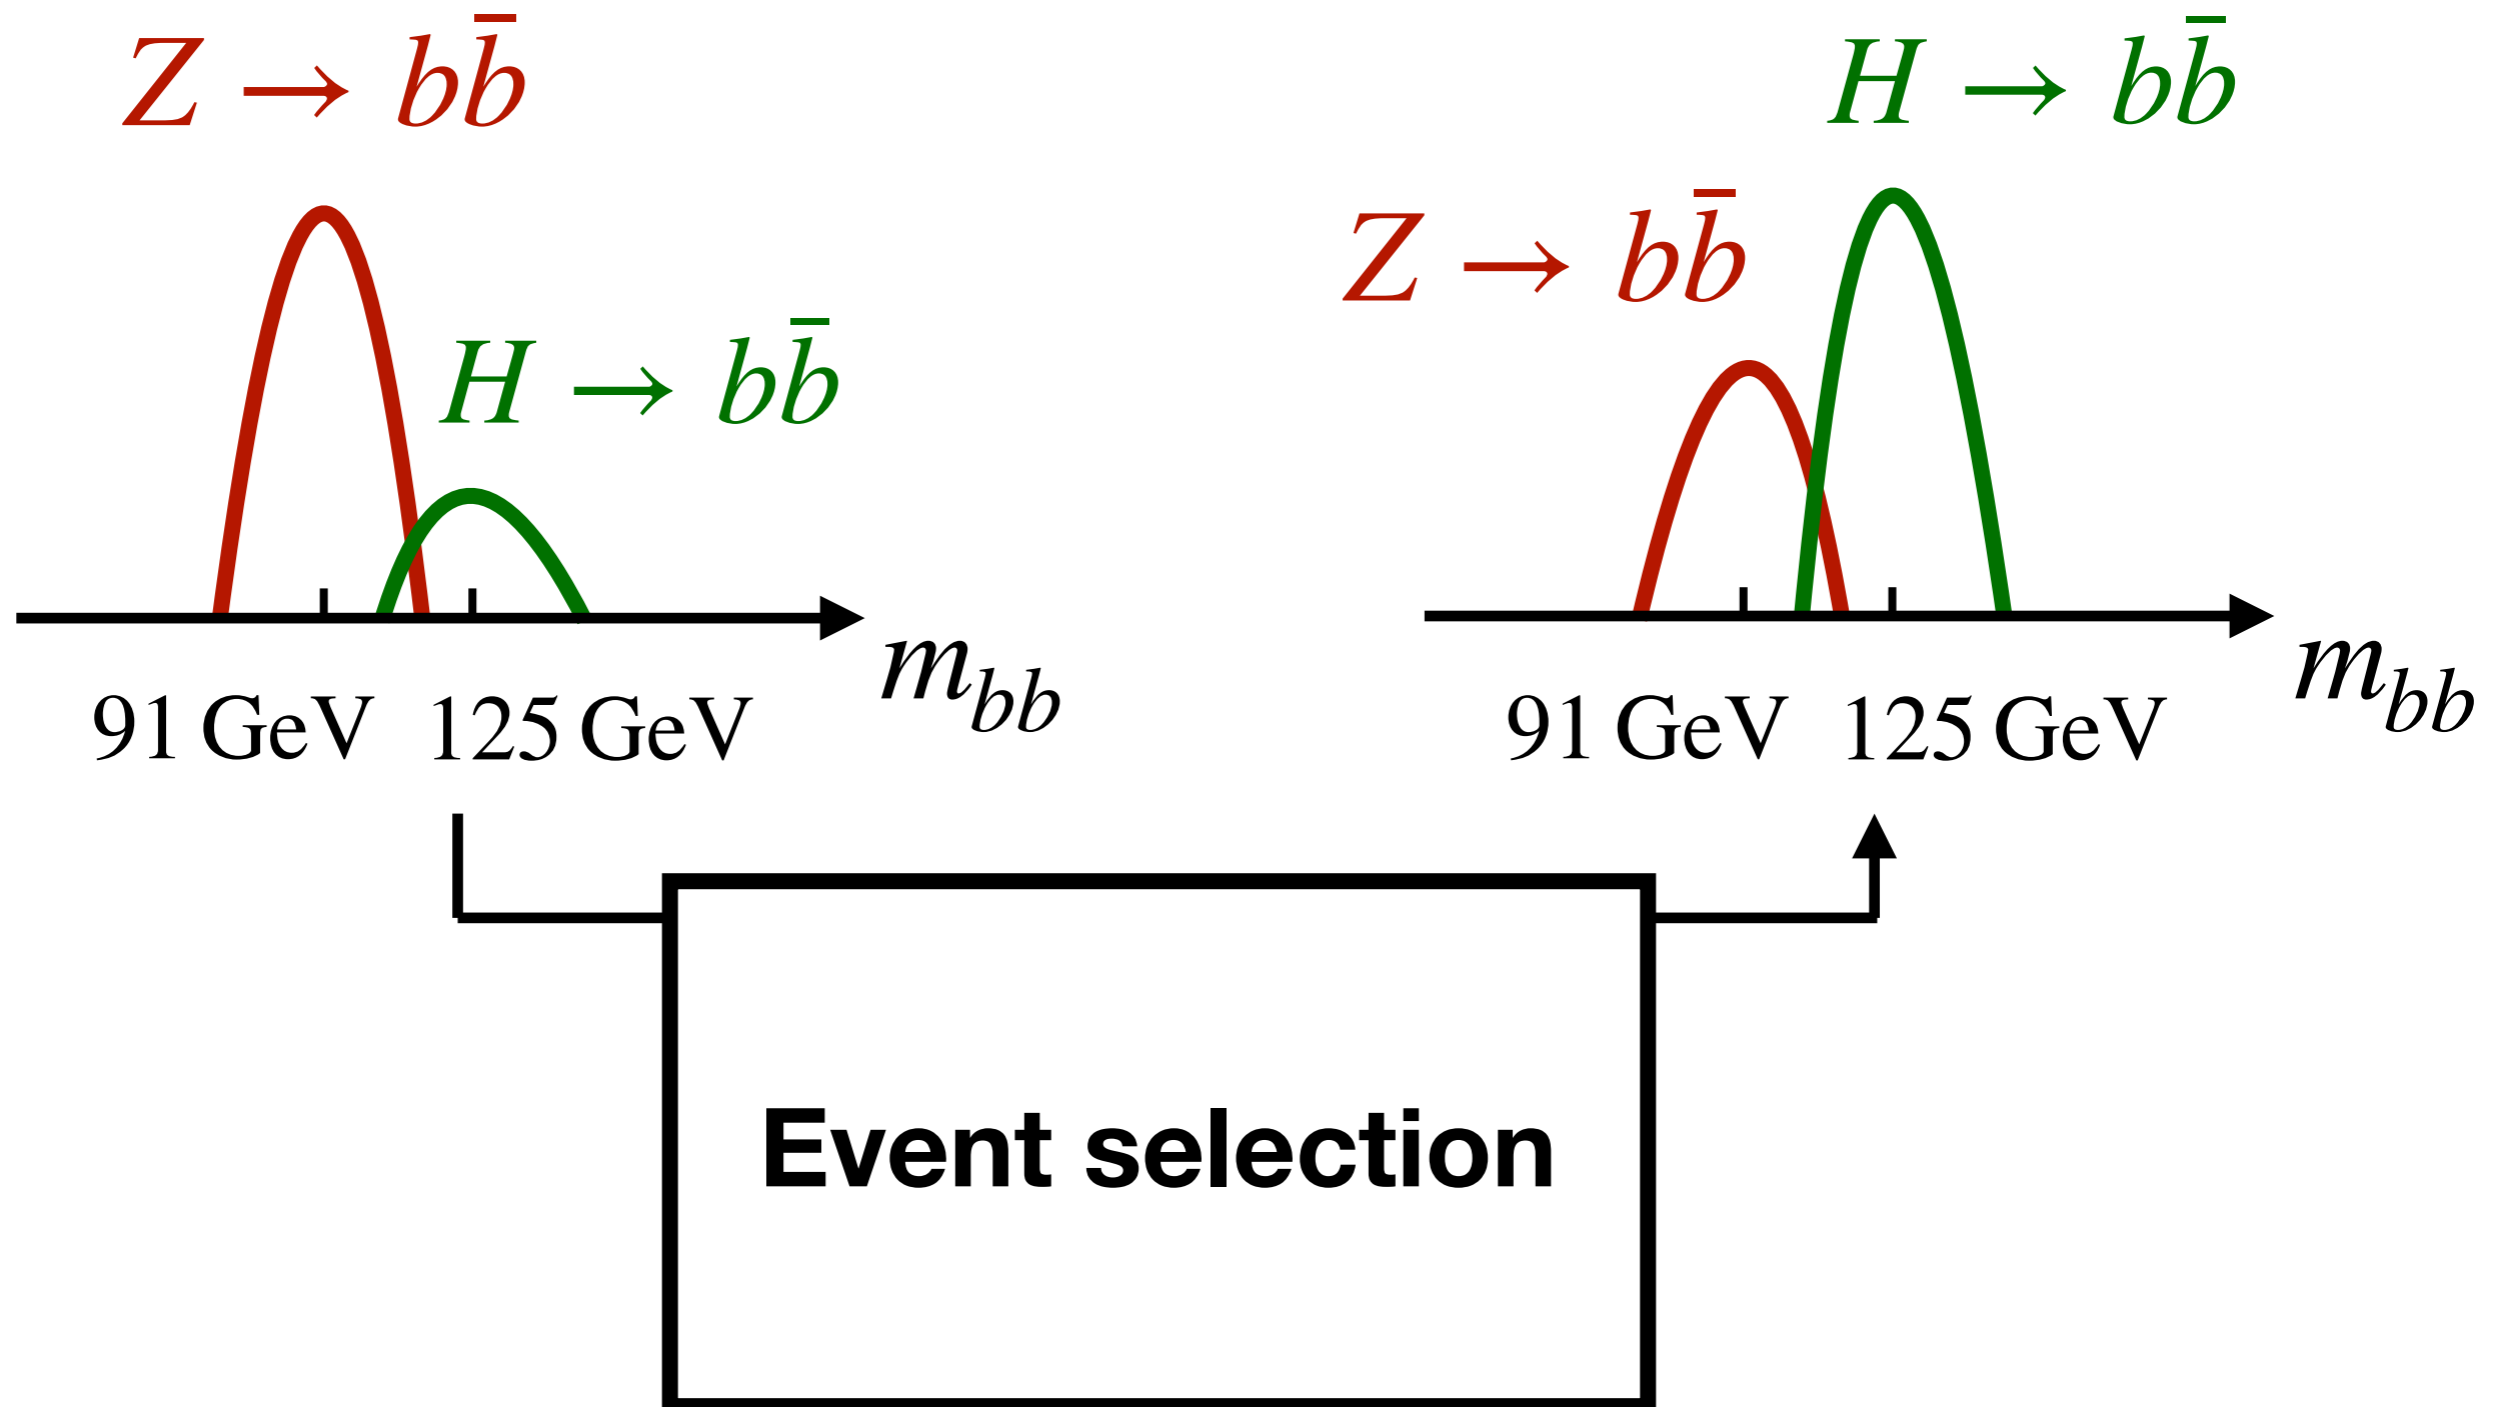 Z → bb̄
H → bb̄
91 GeV 125 GeV
m_bb
Z → bb̄
H → bb̄
91 GeV 125 GeV
m_bb
Event selection